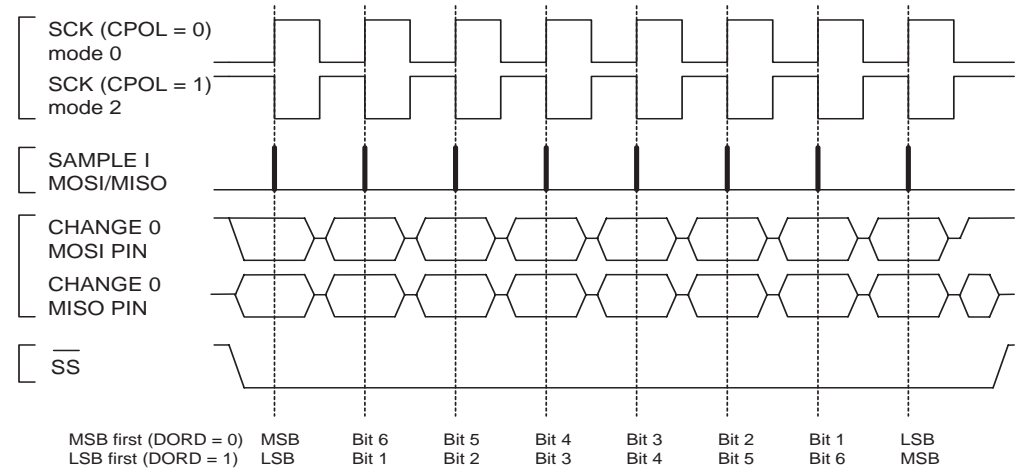 SCK (CPOL = 0)
mode 0
SCK (CPOL = 1)
mode 2
SAMPLE I
MOSI/MISO
CHANGE 0
MOSI PIN
CHANGE 0
MISO PIN
SS
MSB first (DORD = 0) MSB Bit 6 Bit 5 Bit 4 Bit 3 Bit 2 Bit 1 LSB
LSB first (DORD = 1) LSB Bit 1 Bit 2 Bit 3 Bit 4 Bit 5 Bit 6 MSB